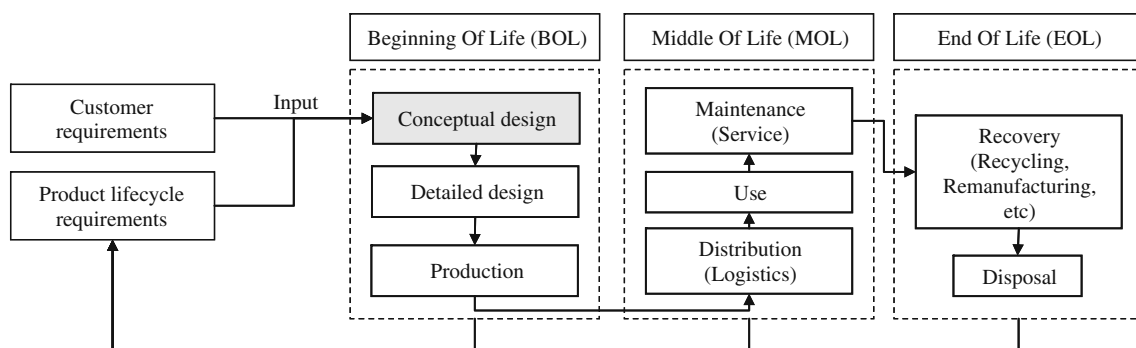 Beginning Of Life (BOL)
Middle Of Life (MOL)
End Of Life (EOL)
Customer
requirements
Input
Product lifecycle
requirements
Conceptual design
Detailed design
Production
Maintenance
(Service)
Use
Distribution
(Logistics)
Recovery
(Recycling,
Remanufacturing,
etc)
Disposal